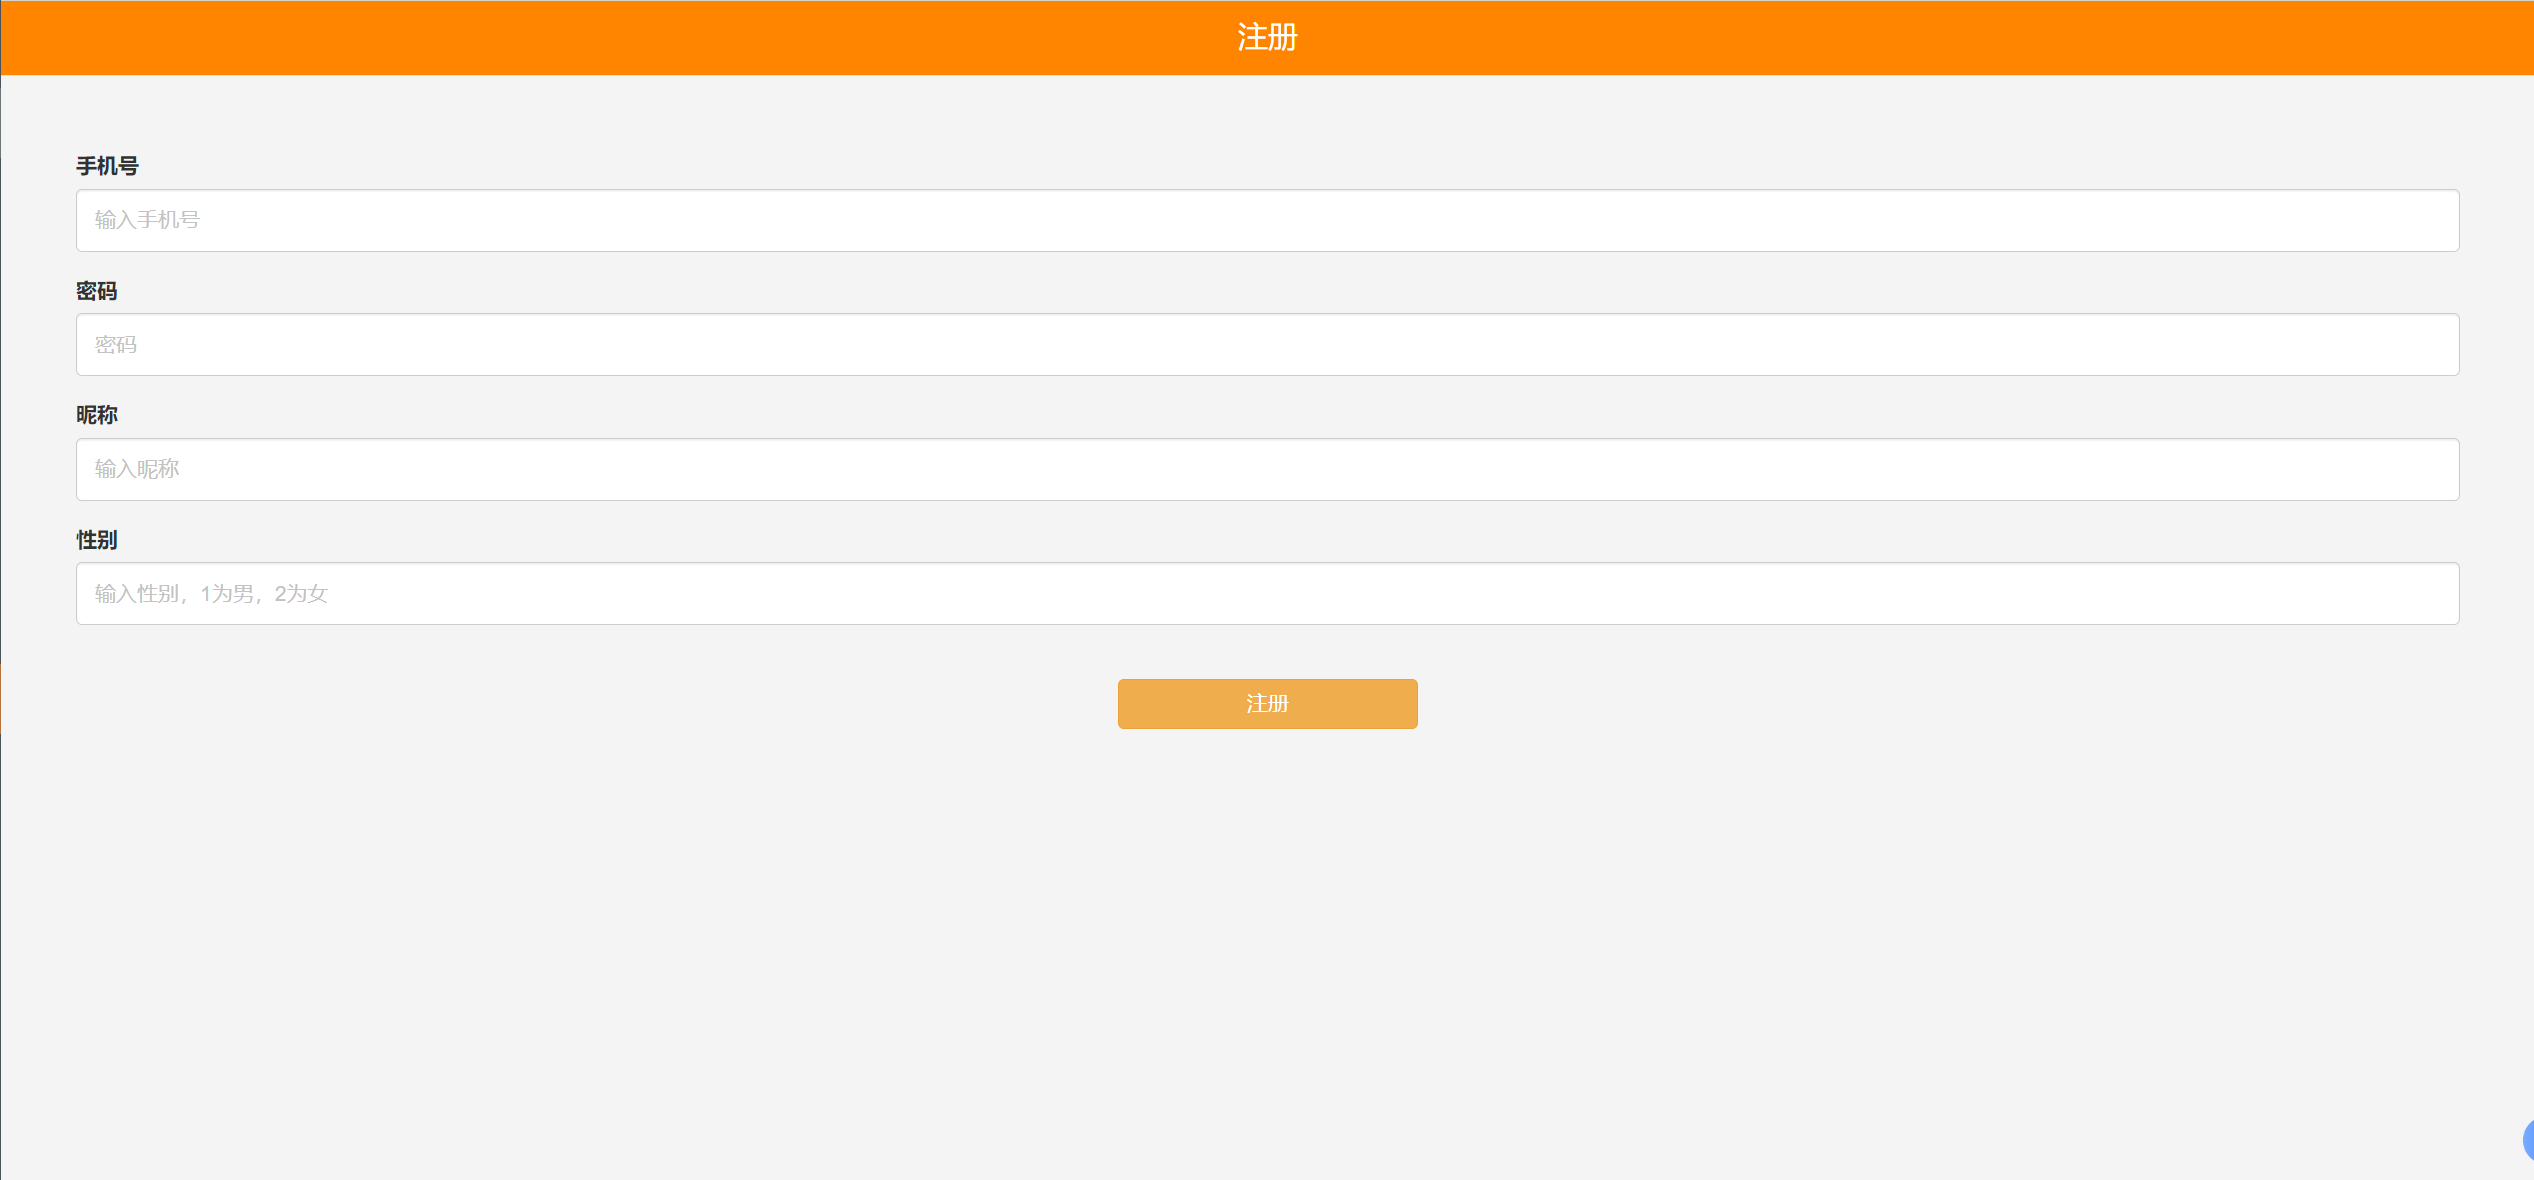 注册
手机号
输入手机号
密码
密码
昵称
输入昵称
性别
输入性别，1为男，2为女
注册